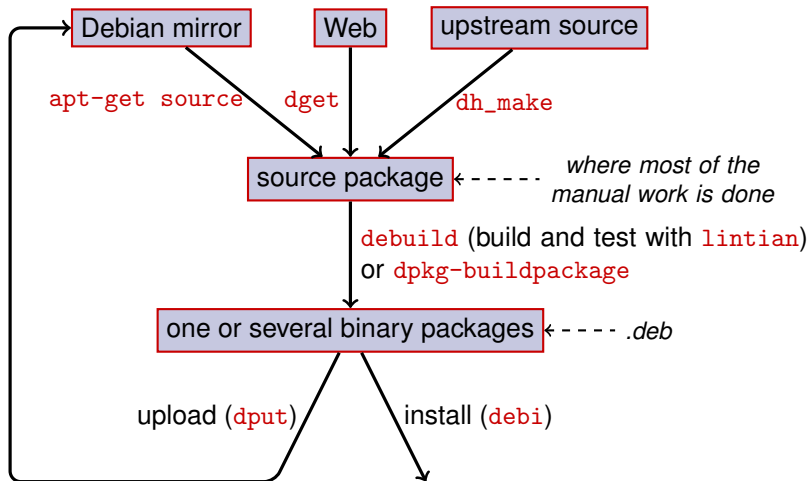 Debian mirror
Web
upstream source
apt-get source
dget
dh_make
source package
where most of the
manual work is done
debuild (build and test with lintian)
or dpkg-buildpackage
one or several binary packages
.deb
upload (dput)
install (debi)